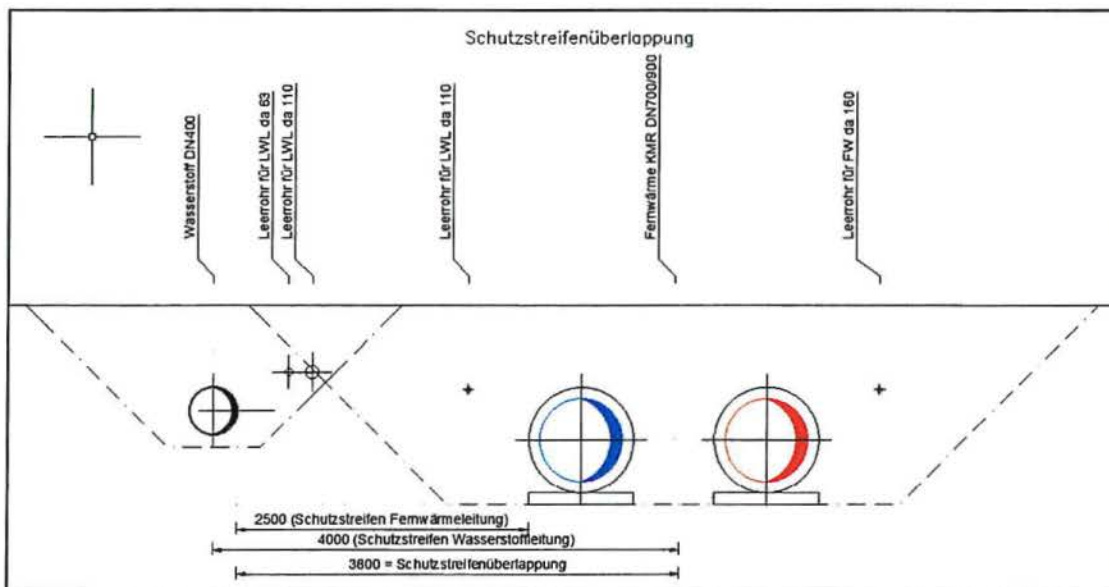 Schutzstreifenüberlappung
Wasserstoff DN400
Leerrohr für LWL da 63
Leerrohr für LWL da 110
Leerrohr für LWL da 110
Fernwärme KMR DN700/900
Leerrohr für FW da 160
2500 (Schutzstreifen Fernwärmeleitung)
4000 (Schutzstreifen Wasserstoffleitung)
3800 = Schutzstreifenüberlappung